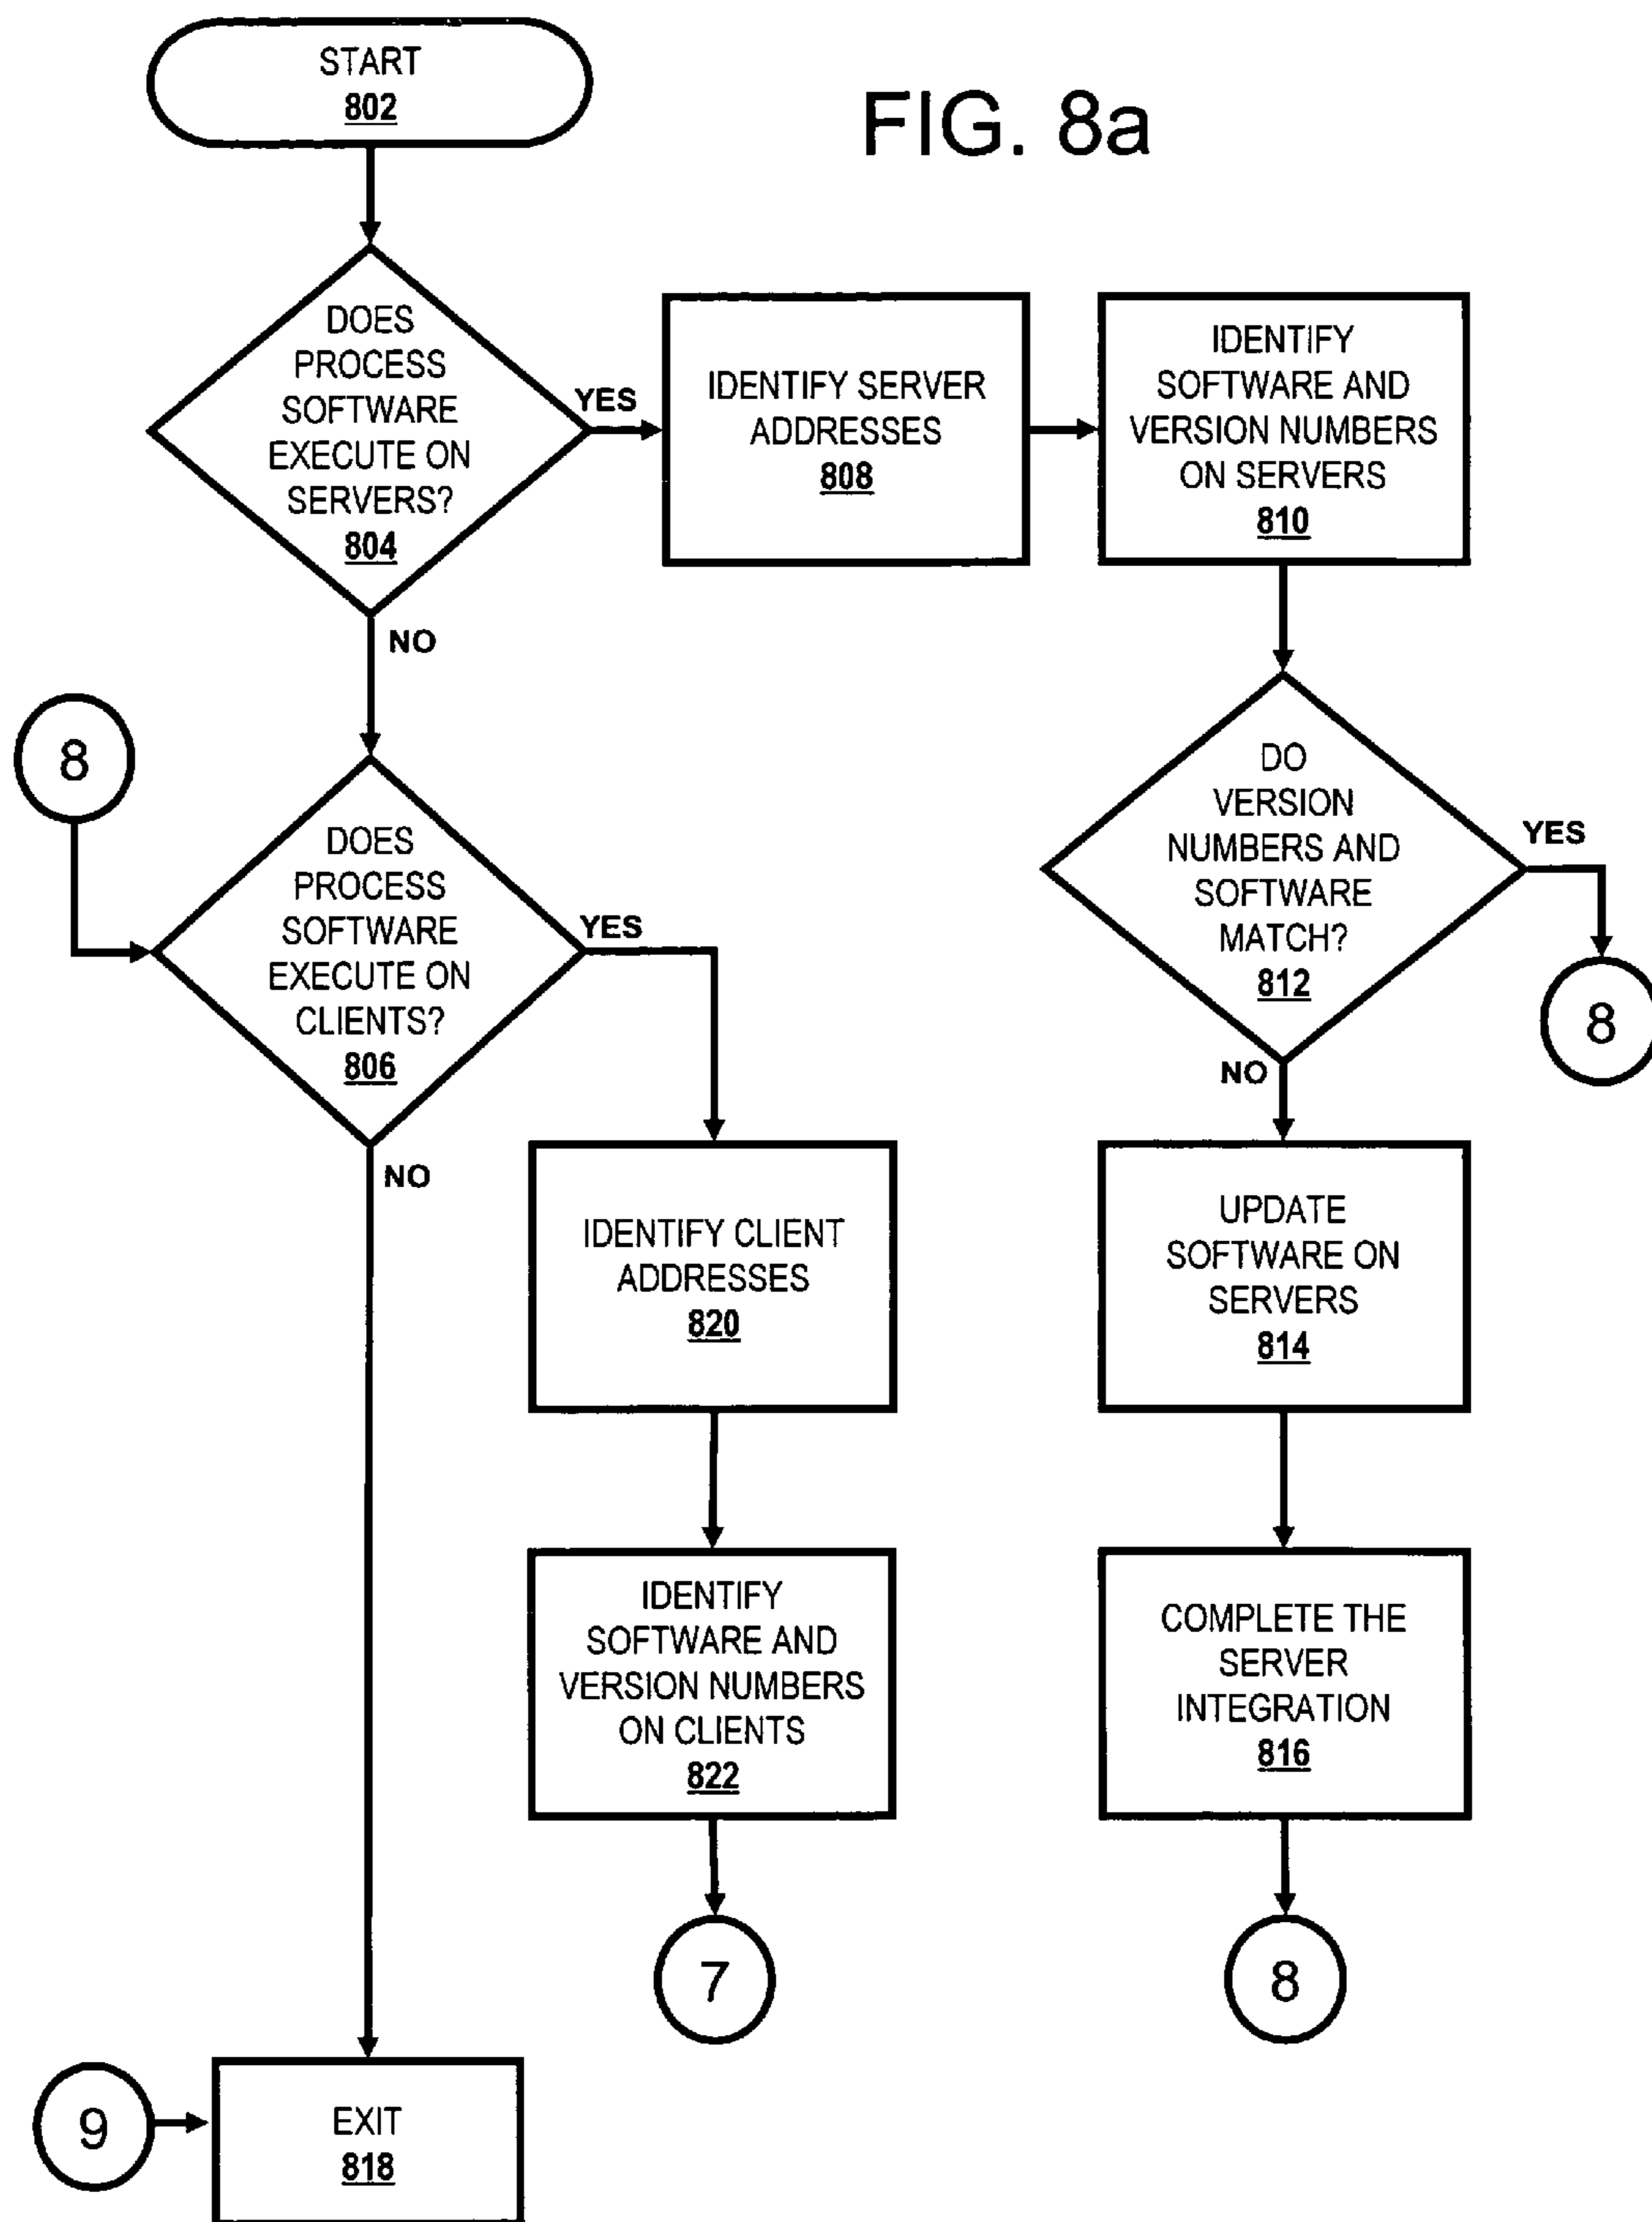 START
802
FIG. 8a
DOES
PROCESS
SOFTWARE
EXECUTE ON
SERVERS?
804
YES
NO
IDENTIFY SERVER
ADDRESSES
808
IDENTIFY
SOFTWARE AND
VERSION NUMBERS
ON SERVERS
810
8
DOES
PROCESS
SOFTWARE
EXECUTE ON
CLIENTS?
806
YES
NO
DO
VERSION
NUMBERS AND
SOFTWARE
MATCH?
812
YES
8
NO
IDENTIFY CLIENT
ADDRESSES
820
UPDATE
SOFTWARE ON
SERVERS
814
IDENTIFY
SOFTWARE AND
VERSION NUMBERS
ON CLIENTS
822
COMPLETE THE
SERVER
INTEGRATION
816
7
8
9
EXIT
818